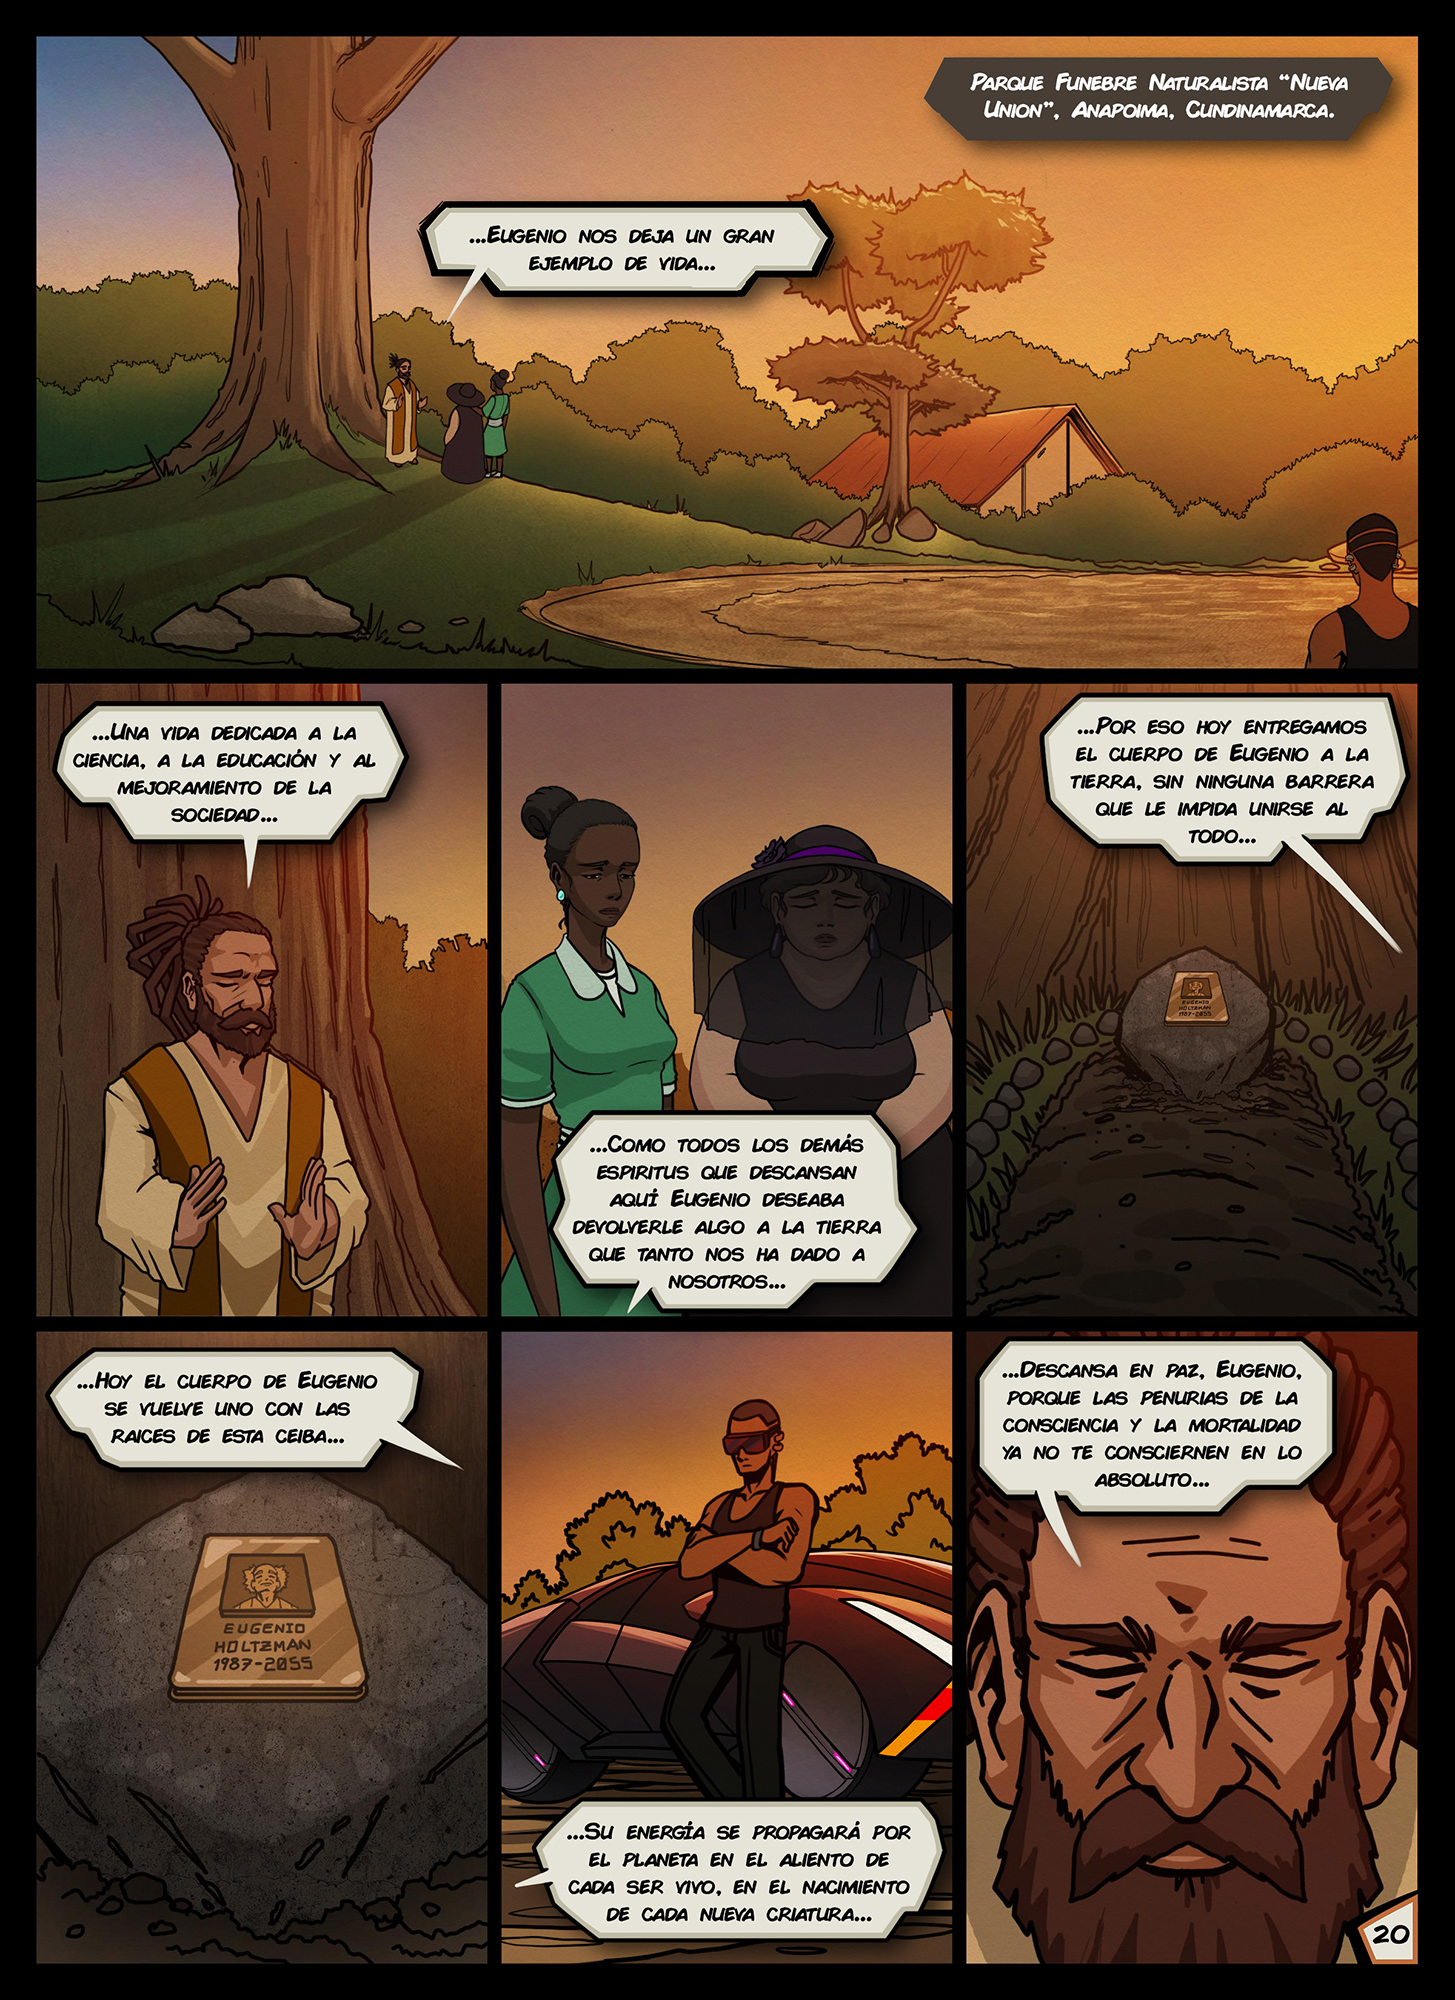 Parque Funebre Naturalista "Nueva
Union", Anapoima, Cundinamarca.
...Eugenio nos deja un gran
ejemplo de vida...
...Una vida dedicada a la
ciencia, a la educación y al
mejoramiento de la
sociedad...
...Como todos los demás
espiritus que descansan
aquí Eugenio deseaba
devolverle algo a la tierra
que tanto nos ha dado a
nosotros...
...Por eso hoy entregamos
el cuerpo de Eugenio a la
tierra, sin ninguna barrera
que le impida unirse al
todo...
EUGENIO
HOLTZMAN
1987-2055
...Hoy el cuerpo de Eugenio
se vuelve uno con las
raices de esta ceiba...
EUGENIO
HOLTZMAN
1987-2055
...Su energía se propagará por
el planeta en el aliento de
cada ser vivo, en el nacimiento
de cada nueva criatura...
...Descansa en paz, Eugenio,
porque las penurias de la
consciencia y la mortalidad
ya no te consciernen en lo
absoluto...
20